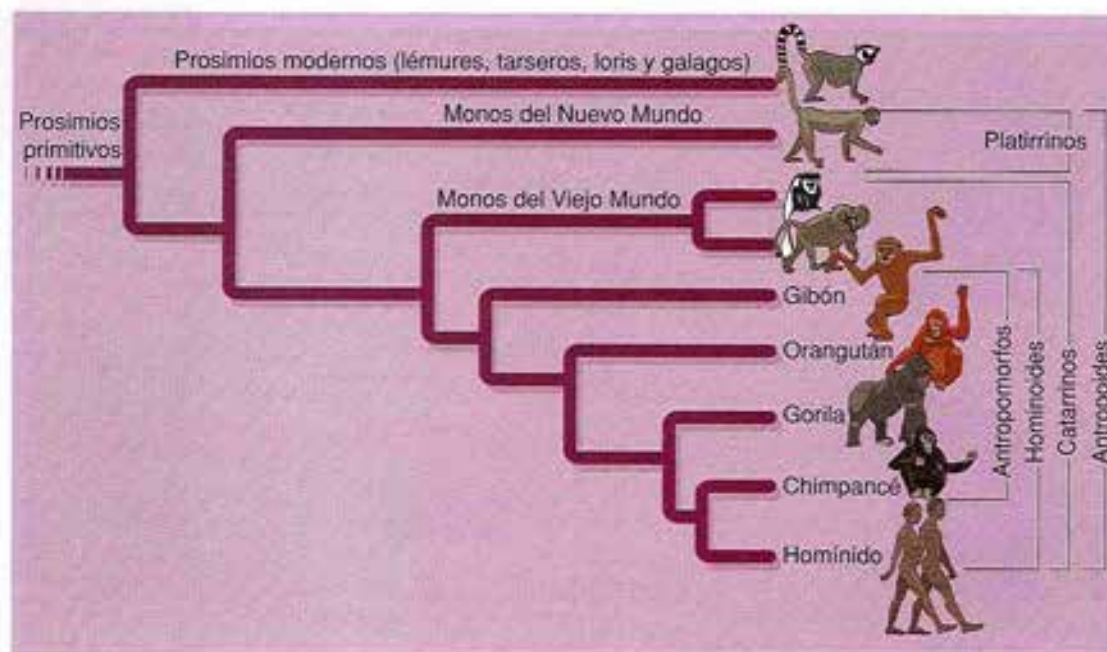 Prosimios modernos (lémures, tarseros, loris y galagos)
Prosimios
primitivos
Monos del Nuevo Mundo
Platirrinos
Monos del Viejo Mundo
Gibón
Orangután
Gorila
Chimpancé
Homínido
Antropomorfos
Hominoides
Catarrinos
Antropoides